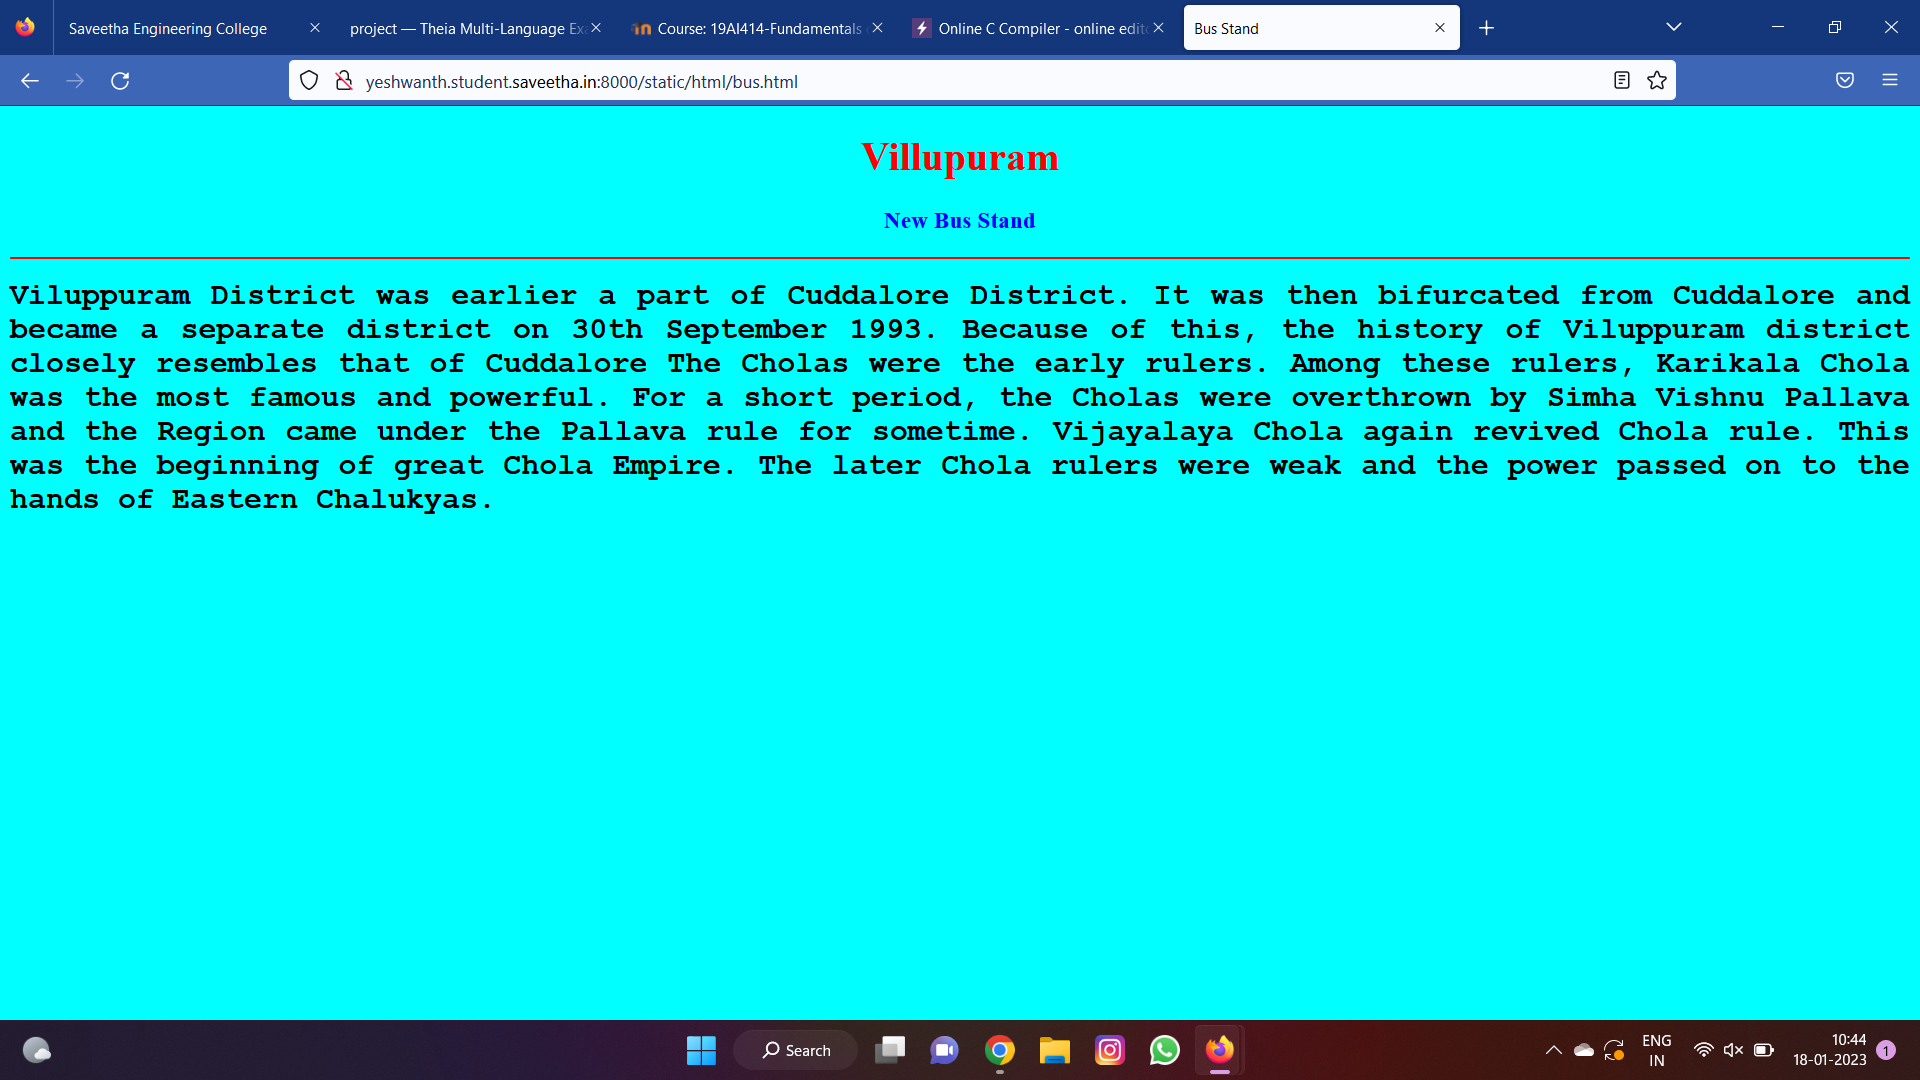 Saveetha Engineering College
project — Theia Multi-Language Ex
Course: 19AI414-Fundamentals
Online C Compiler - online edit
Bus Stand
yeshwanth.student.saveetha.in:8000/static/html/bus.html
Villupuram
New Bus Stand
Viluppuram District was earlier a part of Cuddalore District. It was then bifurcated from Cuddalore and
became a separate district on 30th September 1993. Because of this, the history of Viluppuram district
closely resembles that of Cuddalore The Cholas were the early rulers. Among these rulers, Karikala Chola
was the most famous and powerful. For a short period, the Cholas were overthrown by Simha Vishnu Pallava
and the Region came under the Pallava rule for sometime. Vijayalaya Chola again revived Chola rule. This
was the beginning of great Chola Empire. The later Chola rulers were weak and the power passed on to the
hands of Eastern Chalukyas.
Search
ENG
IN
10:44
18-01-2023
1